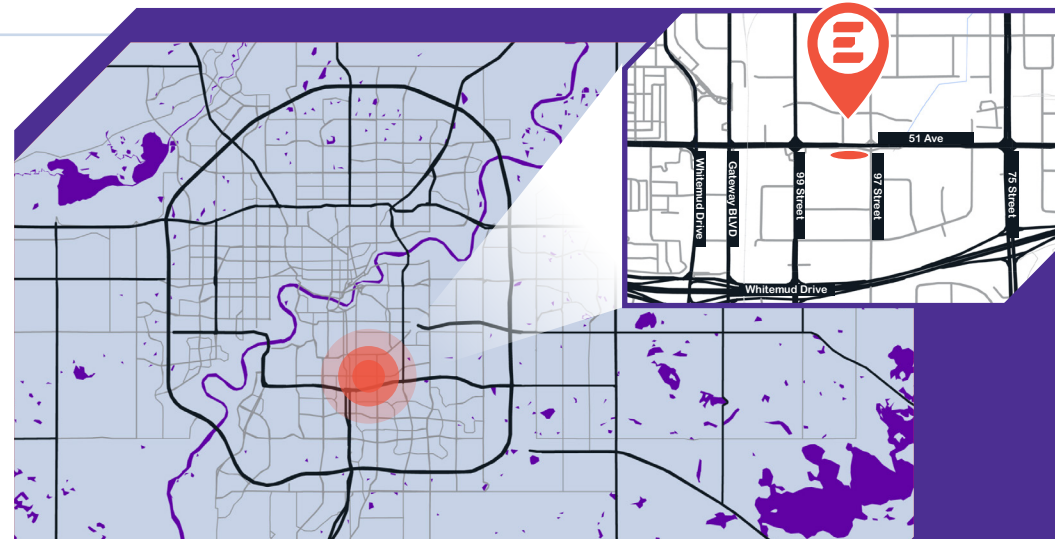 E
51 Ave
Whitemud Drive
Gateway BLVD
99 Street
97 Street
75 Street
Whitemud Drive